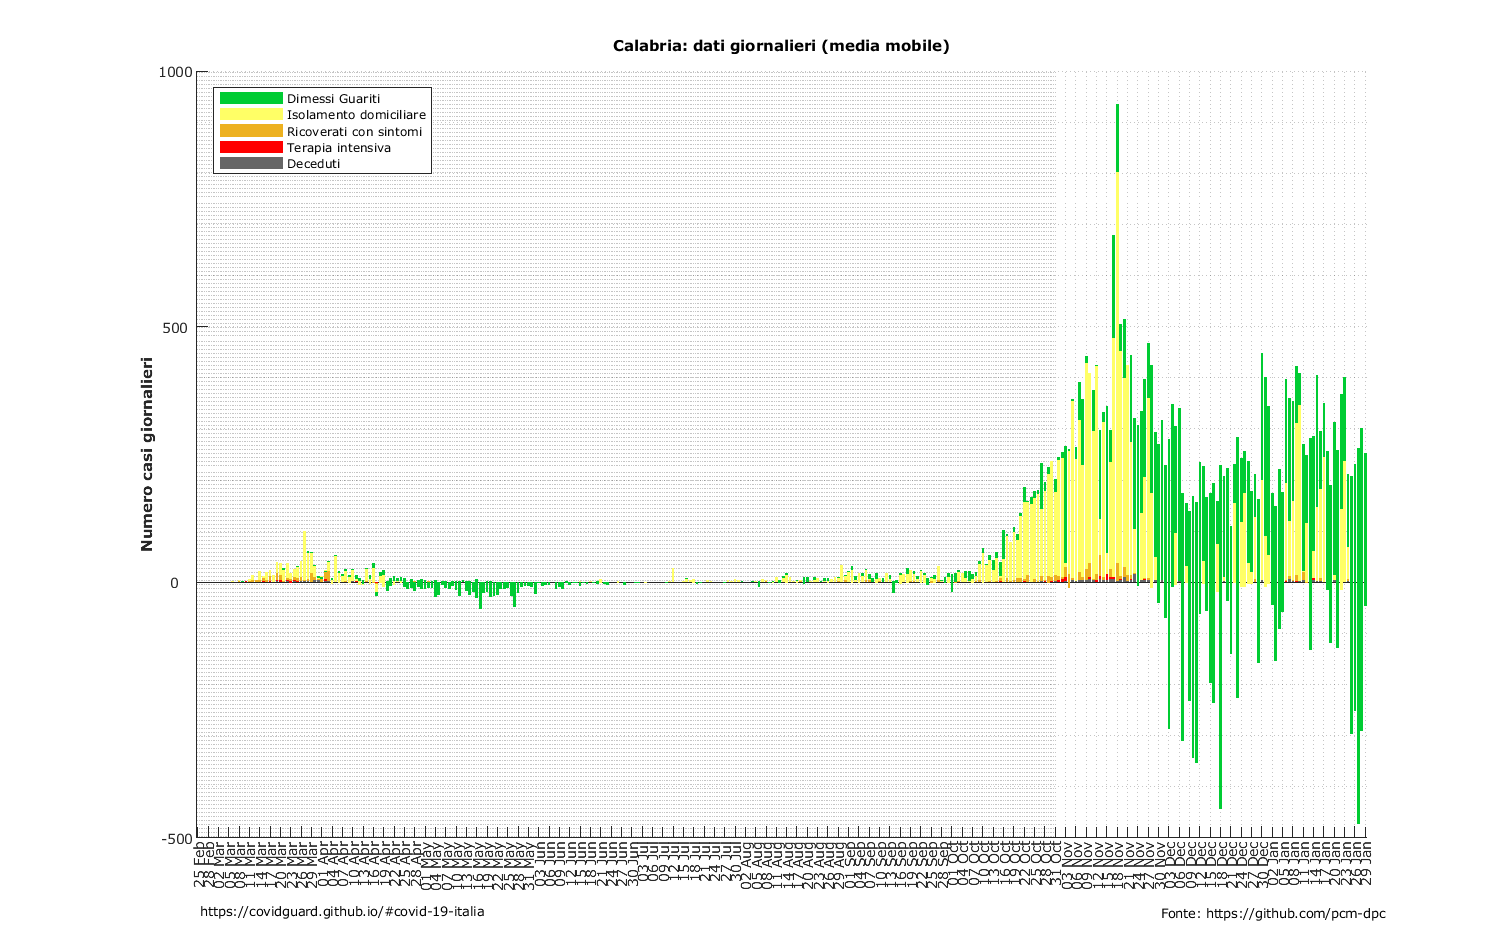 Calabria: dati giornalieri (media mobile)
1000
500
0
-500
Numero casi giornalieri
Dimessi Guariti
Isolamento domiciliare
Ricoverati con sintomi
Terapia intensiva
Deceduti
25 Feb
28 Feb
02 Mar
05 Mar
08 Mar
11 Mar
14 Mar
17 Mar
20 Mar
23 Mar
26 Mar
29 Mar
01 Apr
04 Apr
07 Apr
10 Apr
13 Apr
16 Apr
19 Apr
22 Apr
25 Apr
28 Apr
01 May
04 May
07 May
10 May
13 May
16 May
19 May
22 May
25 May
28 May
31 May
03 Jun
06 Jun
09 Jun
12 Jun
15 Jun
18 Jun
21 Jun
24 Jun
27 Jun
30 Jun
03 Jul
06 Jul
09 Jul
12 Jul
15 Jul
18 Jul
21 Jul
24 Jul
27 Jul
30 Jul
02 Aug
05 Aug
08 Aug
11 Aug
14 Aug
17 Aug
20 Aug
23 Aug
26 Aug
29 Aug
01 Sep
04 Sep
07 Sep
10 Sep
13 Sep
16 Sep
19 Sep
22 Sep
25 Sep
28 Sep
01 Oct
04 Oct
07 Oct
10 Oct
13 Oct
16 Oct
19 Oct
22 Oct
25 Oct
28 Oct
31 Oct
03 Nov
06 Nov
09 Nov
12 Nov
15 Nov
18 Nov
21 Nov
24 Nov
27 Nov
30 Nov
03 Dec
06 Dec
09 Dec
12 Dec
15 Dec
18 Dec
21 Dec
24 Dec
27 Dec
30 Dec
02 Jan
05 Jan
08 Jan
11 Jan
14 Jan
17 Jan
20 Jan
23 Jan
26 Jan
29 Jan
https://covidguard.github.io/#covid-19-italia
Fonte: https://github.com/pcm-dpc